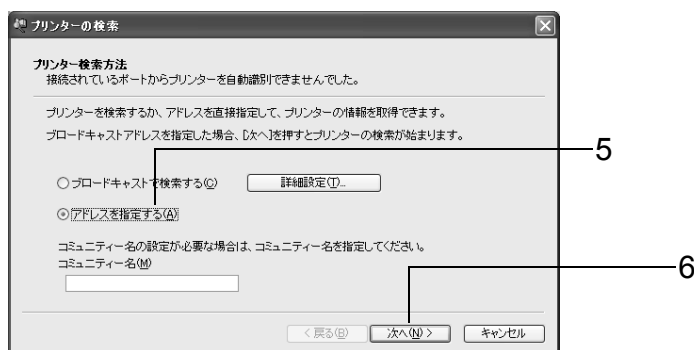 プリンターの検索
プリンター検索方法
接続されているポートからプリンターを自動識別できませんでした。
プリンターを検索するか、アドレスを直接指定して、プリンターの情報を取得できます。
ブロードキャストアドレスを指定した場合、[次へ]を押すとプリンターの検索が始まります。
5
ブロードキャストで検索する(C) 詳細設定(T)...
アドレスを指定する(A)
コミュニティー名の設定が必要な場合は、コミュニティー名を指定してください。
コミュニティー名(M)
6
< 戻る(B) 次へ(N) > キャンセル